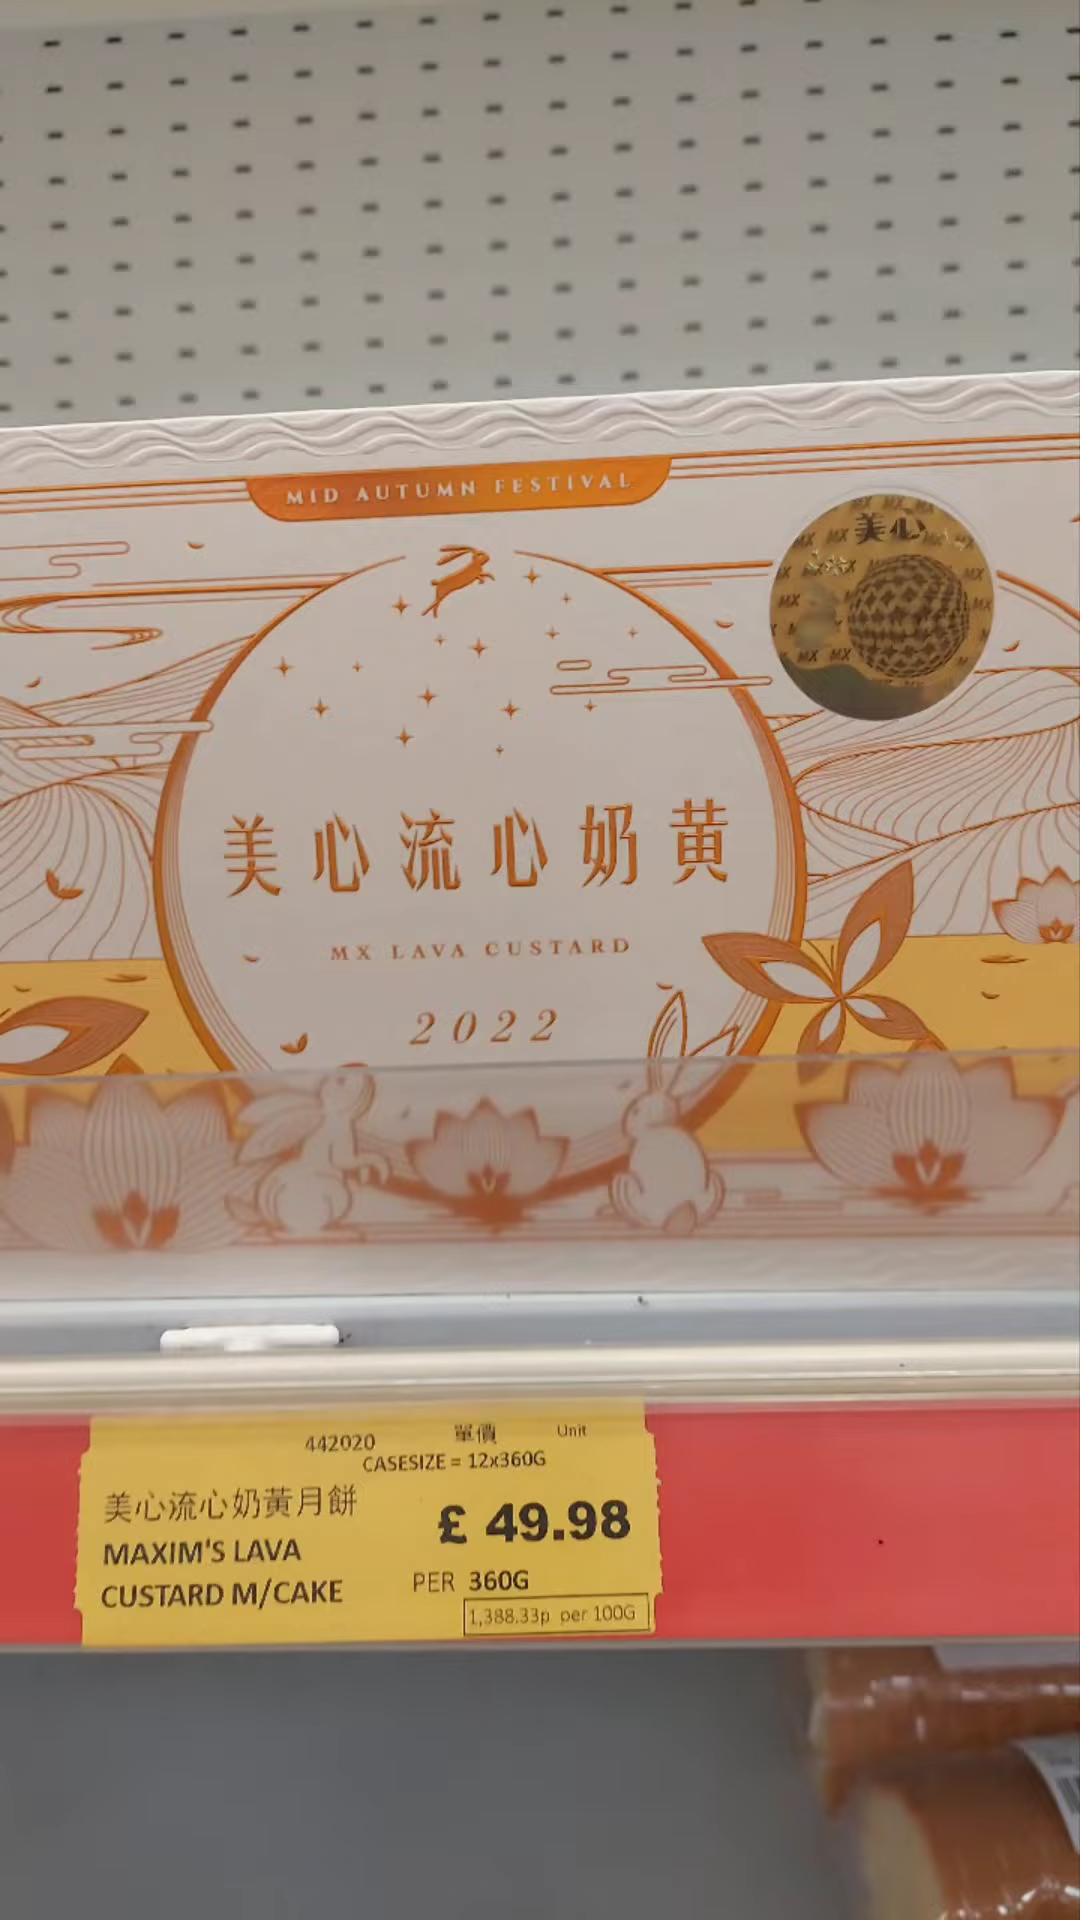 MID AUTUMN FESTIVAL
美心
美心流心奶黄
MX LAVA CUSTARD
2022
442020 單價 Unit
CASESIZE = 12x360G
美心流心奶黃月餅
£ 49.98
MAXIM'S LAVA
CUSTARD M/CAKE
PER 360G
1,388.33p per 100G